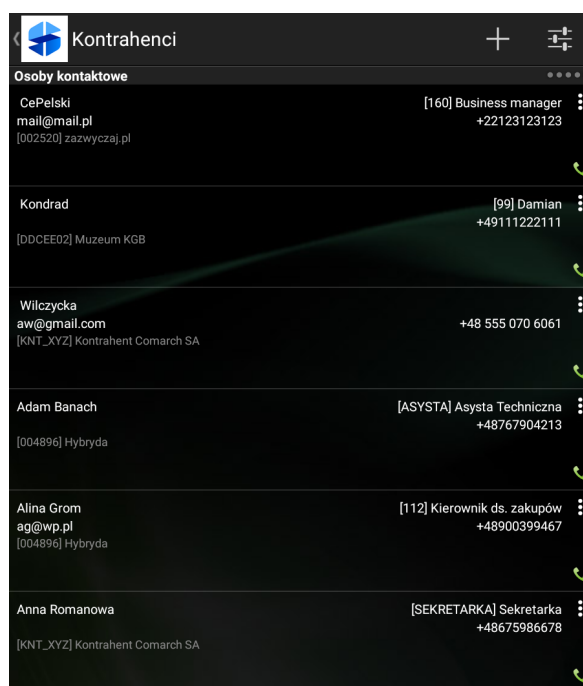 Kontrahenci
Osoby kontaktowe
CePelski [160] Business manager
mail@mail.pl +22123123123
[002520] zazwyczaj.pl
Kondrad [99] Damian
+49111222111
[DDCEE02] Muzeum KGB
Wilczycka
aw@gmail.com +48 555 070 6061
[KNT_XYZ] Kontrahent Comarch SA
Adam Banach [ASYSTA] Asysta Techniczna
+48767904213
[004896] Hybryda
Alina Grom [112] Kierownik ds. zakupów
ag@wp.pl +48900399467
[004896] Hybryda
Anna Romanowa [SEKRETARKA] Sekretarka
+48675986678
[KNT_XYZ] Kontrahent Comarch SA